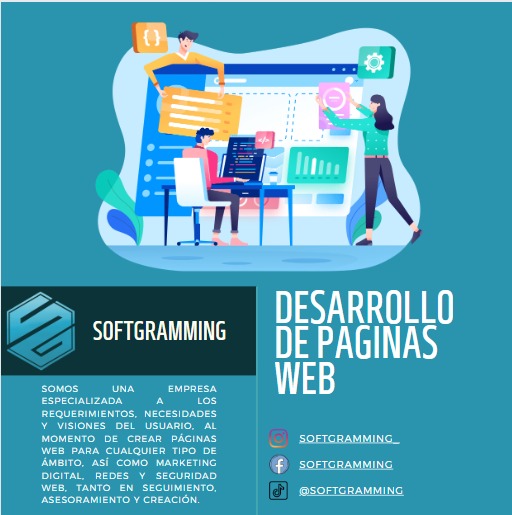 {}
</>
SOFTGRAMMING
SOMOS UNA EMPRESA
ESPECIALIZADA A LOS
REQUERIMIENTOS, NECESIDADES
Y VISIONES DEL USUARIO, AL
MOMENTO DE CREAR PÁGINAS
WEB PARA CUALQUIER TIPO DE
ÁMBITO, ASÍ COMO MARKETING
DIGITAL, REDES Y SEGURIDAD
WEB, TANTO EN SEGUIMIENTO,
ASESORAMIENTO Y CREACIÓN.
DESARROLLO
DE PAGINAS
WEB
SOFTGRAMMING_
SOFTGRAMMING
@SOFTGRAMMING